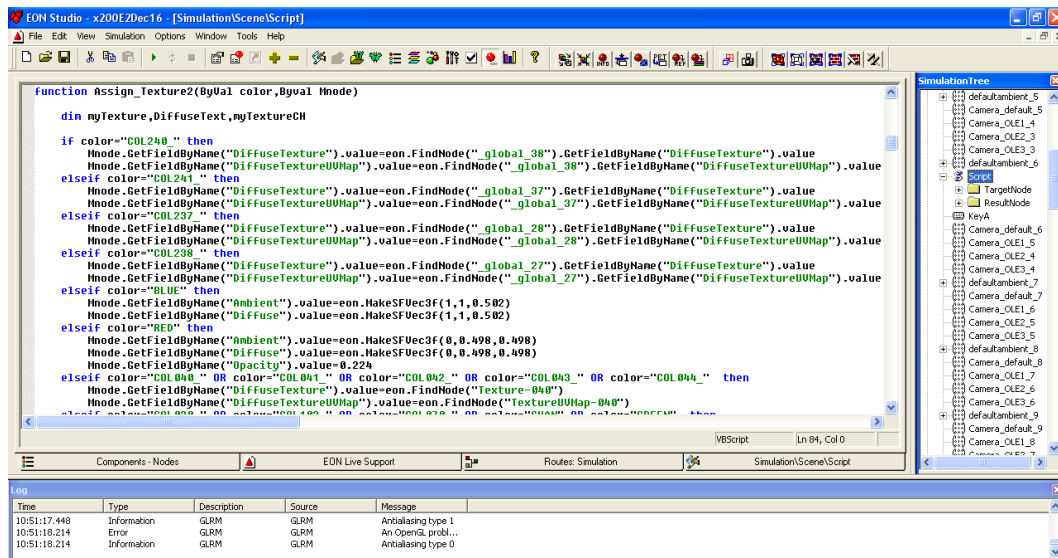 EON Studio - x200E2Dec16 - [Simulation\Scene\Script]
File Edit View Simulation Options Window Tools Help
function Assign_Texture2(ByVal color,Byval Mnode)
dim myTexture,DiffuseText,myTextureCH
if color="COL240_" then
Mnode.GetFieldByName("DiffuseTexture").value=eon.FindNode("_global_38").GetFieldByName("DiffuseTexture").value
Mnode.GetFieldByName("DiffuseTextureUVMap").value=eon.FindNode("_global_38").GetFieldByName("DiffuseTextureUVMap").value
elseif color="COL241_" then
Mnode.GetFieldByName("DiffuseTexture").value=eon.FindNode("_global_37").GetFieldByName("DiffuseTexture").value
Mnode.GetFieldByName("DiffuseTextureUVMap").value=eon.FindNode("_global_37").GetFieldByName("DiffuseTextureUVMap").value
elseif color="COL237_" then
Mnode.GetFieldByName("DiffuseTexture").value=eon.FindNode("_global_28").GetFieldByName("DiffuseTexture").value
Mnode.GetFieldByName("DiffuseTextureUVMap").value=eon.FindNode("_global_28").GetFieldByName("DiffuseTextureUVMap").value
elseif color="COL238_" then
Mnode.GetFieldByName("DiffuseTexture").value=eon.FindNode("_global_27").GetFieldByName("DiffuseTexture").value
Mnode.GetFieldByName("DiffuseTextureUVMap").value=eon.FindNode("_global_27").GetFieldByName("DiffuseTextureUVMap").value
elseif color="BLUE" then
Mnode.GetFieldByName("Ambient").value=eon.MakeSFVec3f(1,1,0.502)
Mnode.GetFieldByName("Diffuse").value=eon.MakeSFVec3f(1,1,0.502)
elseif color="RED" then
Mnode.GetFieldByName("Ambient").value=eon.MakeSFVec3f(0,0.498,0.498)
Mnode.GetFieldByName("Diffuse").value=eon.MakeSFVec3f(0,0.498,0.498)
Mnode.GetFieldByName("Opacity").value=0.224
elseif color="COL040_" OR color="COL041_" OR color="COL042_" OR color="COL043_" OR color="COL044_" then
Mnode.GetFieldByName("DiffuseTexture").value=eon.FindNode("Texture-040")
Mnode.GetFieldByName("DiffuseTextureUVMap").value=eon.FindNode("TextureUVMap-040")
VBScript Ln 84, Col 0
Components - Nodes EON Live Support Routes: Simulation Simulation\Scene\Script
SimulationTree
defaultambient_5
Camera_default_5
Camera_OLE1_4
Camera_OLE2_3
Camera_OLE3_3
defaultambient_6
Script
TargetNode
ResultNode
KeyA
Camera_default_6
Camera_OLE1_5
Camera_OLE2_4
Camera_OLE3_4
defaultambient_7
Camera_default_7
Camera_OLE1_6
Camera_OLE2_5
Camera_OLE3_5
defaultambient_8
Camera_default_8
Camera_OLE1_7
Camera_OLE2_6
Camera_OLE3_6
defaultambient_9
Camera_default_9
Camera_OLE1_8
Camera_OLE2_7
Log
Time Type Description Source Message
10:51:17.448 Information GLRM GLRM Antialiasing type 1
10:51:18.214 Error GLRM GLRM An OpenGL probl...
10:51:18.214 Information GLRM GLRM Antialiasing type 0